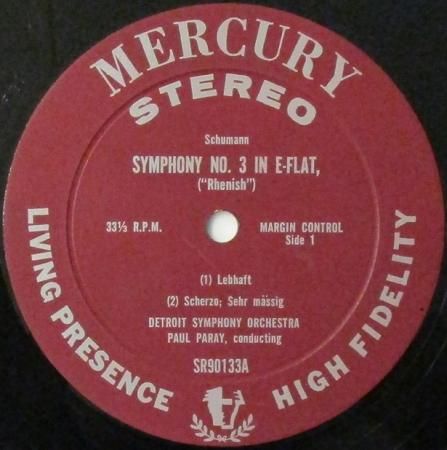 MERCURY
STEREO
Schumann
SYMPHONY NO. 3 IN E-FLAT,
("Rhenish")
33⅓ R.P.M.
MARGIN CONTROL
Side 1
(1) Lebhaft
(2) Scherzo; Sehr mässig
DETROIT SYMPHONY ORCHESTRA
PAUL PARAY, conducting
SR90133A
LIVING PRESENCE
HIGH FIDELITY